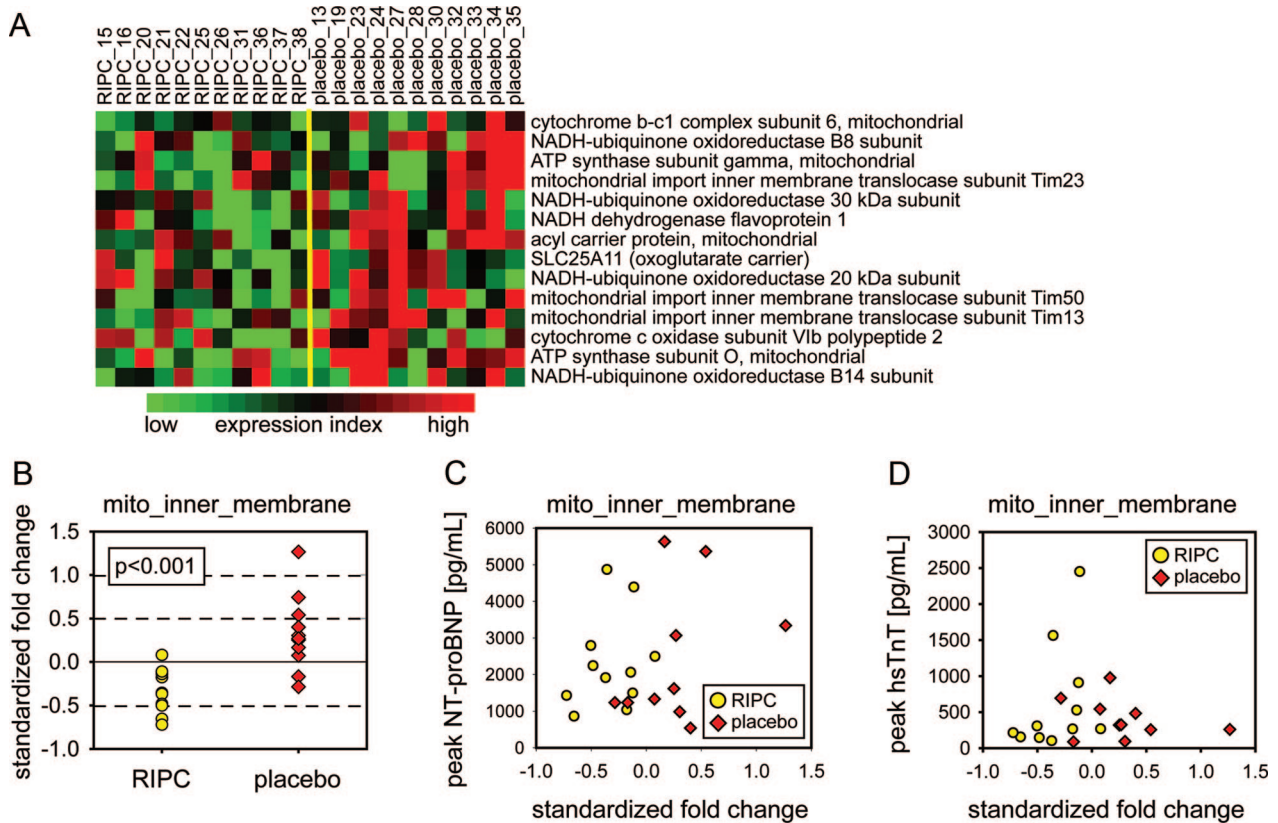 A
RIPC_15
RIPC_16
RIPC_20
RIPC_21
RIPC_22
RIPC_25
RIPC_26
RIPC_31
RIPC_36
RIPC_37
RIPC_38
placebo_13
placebo_19
placebo_23
placebo_24
placebo_27
placebo_28
placebo_30
placebo_32
placebo_33
placebo_34
placebo_35
cytochrome b-c1 complex subunit 6, mitochondrial
NADH-ubiquinone oxidoreductase B8 subunit
ATP synthase subunit gamma, mitochondrial
mitochondrial import inner membrane translocase subunit Tim23
NADH-ubiquinone oxidoreductase 30 kDa subunit
NADH dehydrogenase flavoprotein 1
acyl carrier protein, mitochondrial
SLC25A11 (oxoglutarate carrier)
NADH-ubiquinone oxidoreductase 20 kDa subunit
mitochondrial import inner membrane translocase subunit Tim50
mitochondrial import inner membrane translocase subunit Tim13
cytochrome c oxidase subunit VIb polypeptide 2
ATP synthase subunit O, mitochondrial
NADH-ubiquinone oxidoreductase B14 subunit
low expression index high
B
mito_inner_membrane
standardized fold change
1.5
1.0
0.5
0.0
-0.5
-1.0
p<0.001
RIPC placebo
C
mito_inner_membrane
peak NT-proBNP [pg/mL]
6000
5000
4000
3000
2000
1000
0
RIPC
placebo
-1.0 -0.5 0.0 0.5 1.0 1.5
standardized fold change
D
mito_inner_membrane
peak hsTnT [pg/mL]
3000
2500
2000
1500
1000
500
0
RIPC
placebo
-1.0 -0.5 0.0 0.5 1.0 1.5
standardized fold change